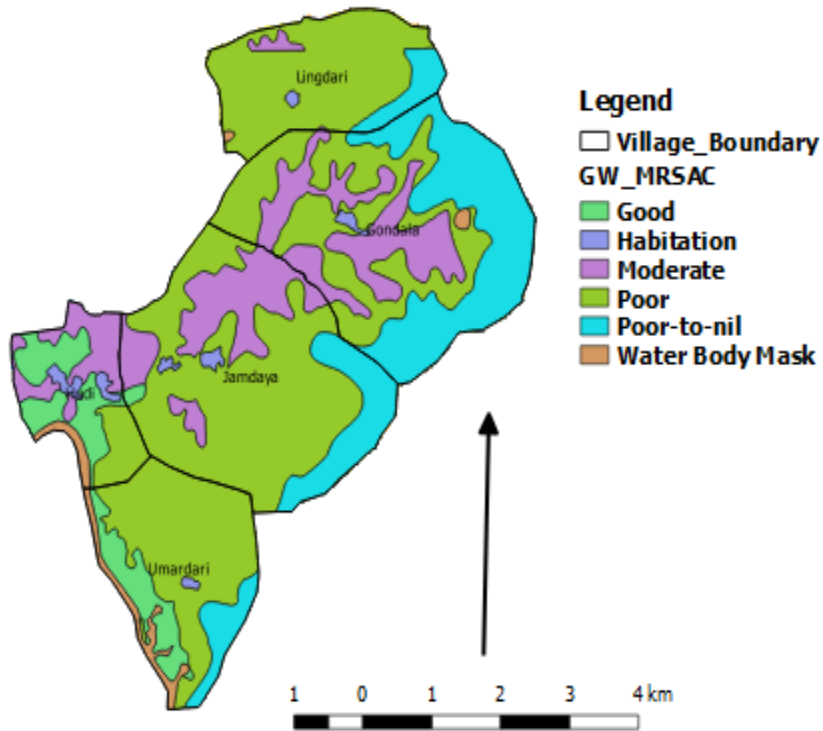 Lingdari
Legend
Village_Boundary
GW_MRSAC
Good
Habitation
Moderate
Poor
Poor-to-nil
Water Body Mask
Gondala
Jamdaya
Umardari
1 0 1 2 3 4 km